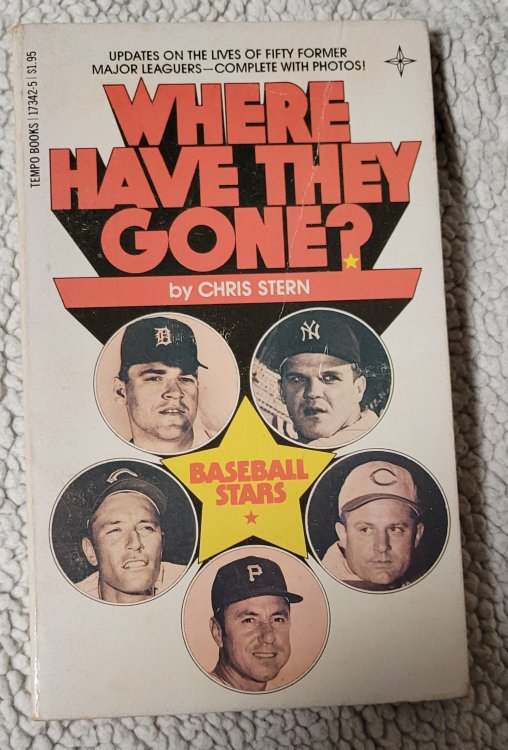 UPDATES ON THE LIVES OF FIFTY FORMER
MAJOR LEAGUERS—COMPLETE WITH PHOTOS!
TEMPO BOOKS | 17342-5 | $1.95
WHERE
HAVE THEY
GONE?
by CHRIS STERN
D
NY
BASEBALL
STARS
C
C
P